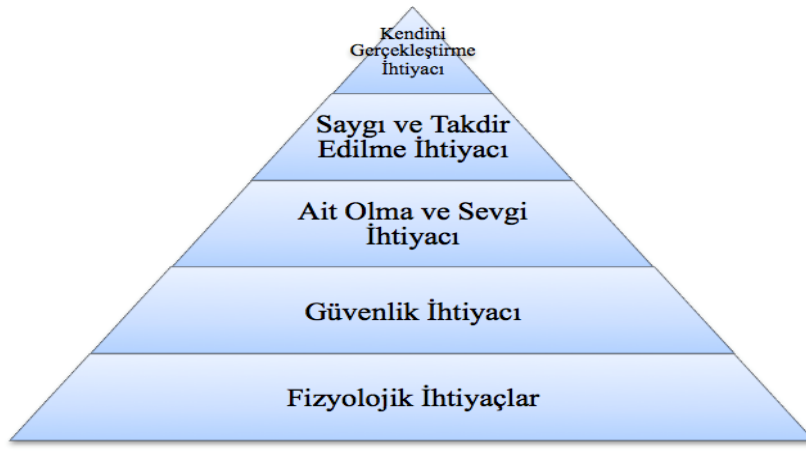 Kendini
Gerçekleştirme
İhtiyacı
Saygı ve Takdir
Edilme İhtiyacı
Ait Olma ve Sevgi
İhtiyacı
Güvenlik İhtiyacı
Fizyolojik İhtiyaçlar